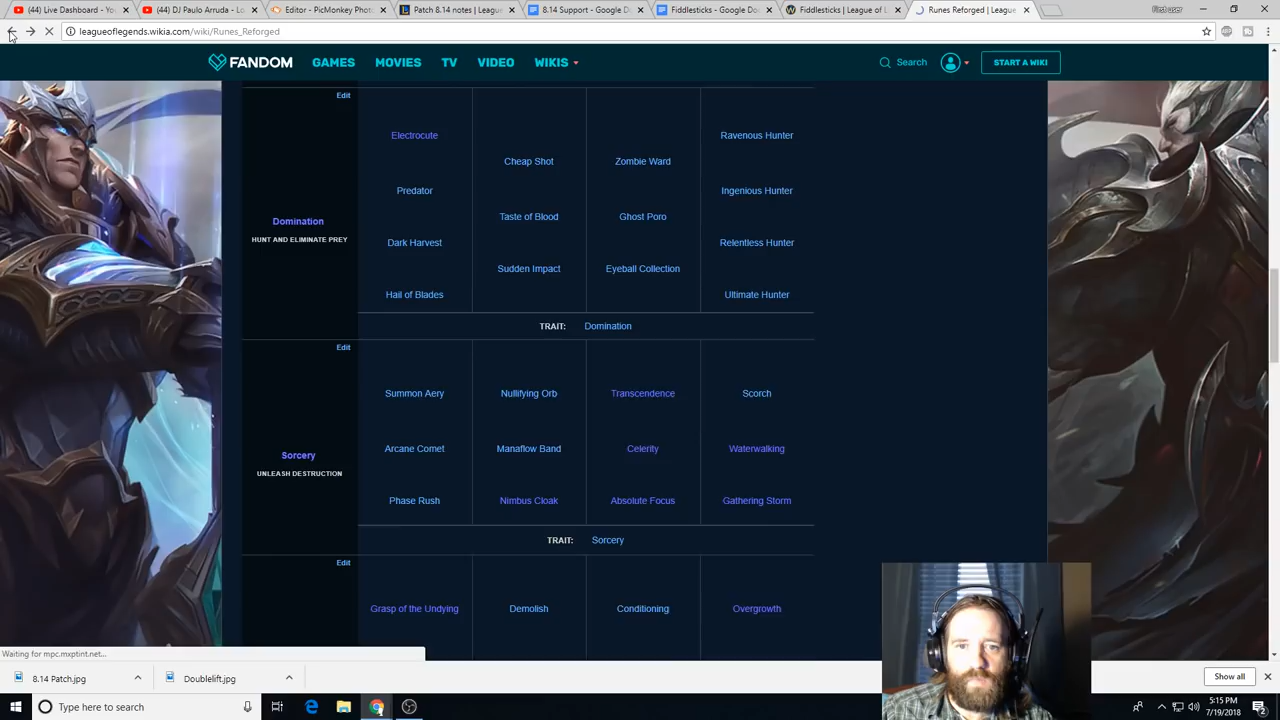 (44) Live Dashboard - Yo
(44) DJ Paulo Arruda - Lo
Editor - PicMonkey Photo
Patch 8.14 notes | League
8.14 Support - Google Do
Fiddlesticks - Google Do
Fiddlesticks | League of L
Runes Reforged | League
First user
leagueoflegends.wikia.com/wiki/Runes_Reforged
FANDOM
GAMES
MOVIES
TV
VIDEO
WIKIS
Search
START A WIKI
Edit
Electrocute
Ravenous Hunter
Cheap Shot
Zombie Ward
Predator
Ingenious Hunter
Taste of Blood
Ghost Poro
Domination
HUNT AND ELIMINATE PREY
Dark Harvest
Relentless Hunter
Sudden Impact
Eyeball Collection
Hail of Blades
Ultimate Hunter
TRAIT: Domination
Edit
Summon Aery
Nullifying Orb
Transcendence
Scorch
Arcane Comet
Manaflow Band
Celerity
Waterwalking
Sorcery
UNLEASH DESTRUCTION
Phase Rush
Nimbus Cloak
Absolute Focus
Gathering Storm
TRAIT: Sorcery
Edit
Grasp of the Undying
Demolish
Conditioning
Overgrowth
Waiting for mpc.mxptint.net...
8.14 Patch.jpg
Doublelift.jpg
Show all
Type here to search
5:15 PM
7/19/2018
2